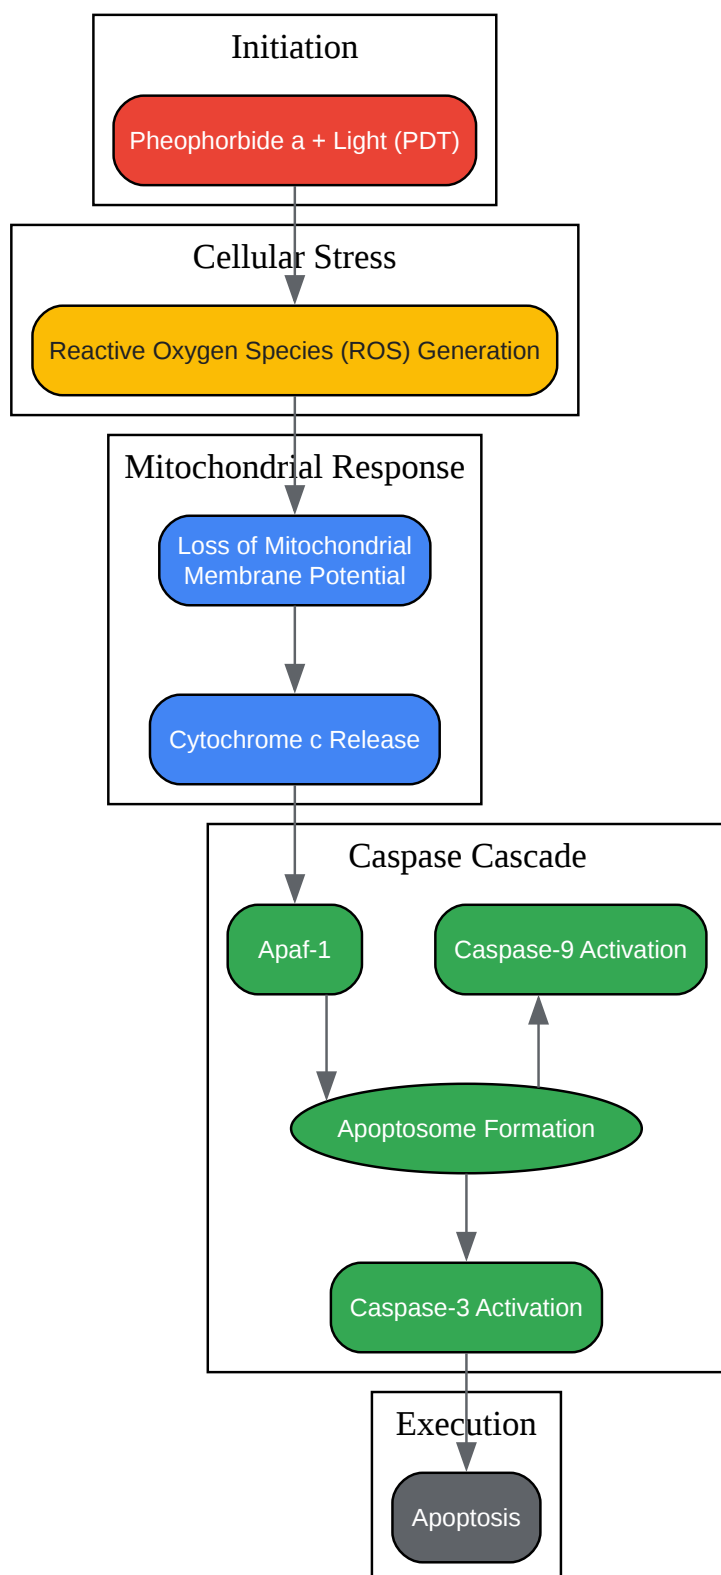 Initiation
Pheophorbide a + Light (PDT)
Cellular Stress
Reactive Oxygen Species (ROS) Generation
Mitochondrial Response
Loss of Mitochondrial
Membrane Potential
Cytochrome c Release
Caspase Cascade
Apaf-1
Caspase-9 Activation
Apoptosome Formation
Caspase-3 Activation
Execution
Apoptosis